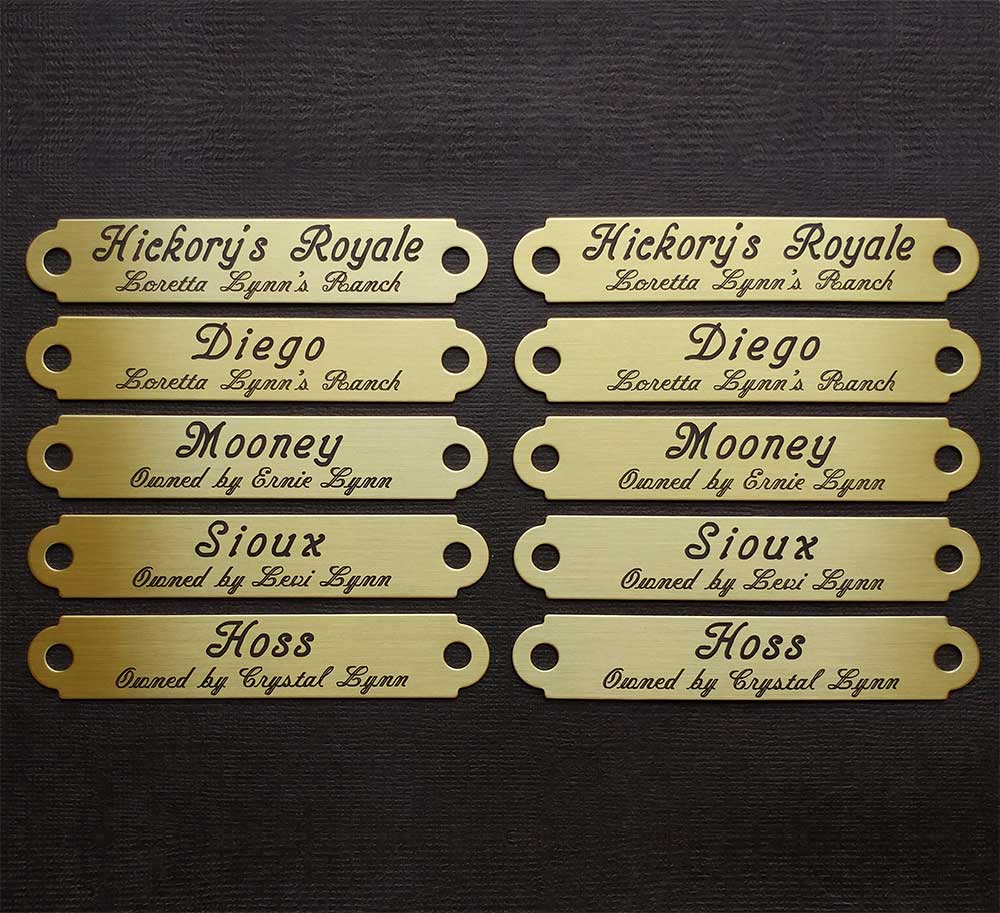 Hickory's Royale
Loretta Lynn's Ranch
Hickory's Royale
Loretta Lynn's Ranch
Diego
Loretta Lynn's Ranch
Diego
Loretta Lynn's Ranch
Mooney
Owned by Ernie Lynn
Mooney
Owned by Ernie Lynn
Sioux
Owned by Levi Lynn
Sioux
Owned by Levi Lynn
Hoss
Owned by Crystal Lynn
Hoss
Owned by Crystal Lynn